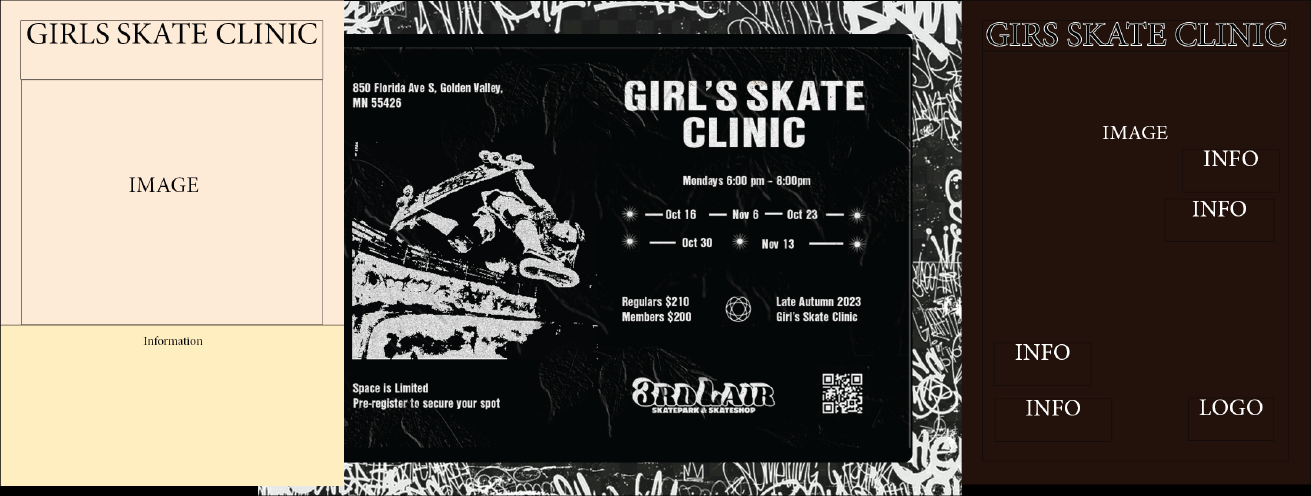 GIRLS SKATE CLINIC
IMAGE
Information
850 Florida Ave S, Golden Valley,
MN 55426
GIRL'S SKATE
CLINIC
Mondays 6:00 pm - 8:00pm
Oct 16 Nov 6 Oct 23
Oct 30 Nov 13
Regulars $210
Members $200
Late Autumn 2023
Girl's Skate Clinic
Space is Limited
Pre-register to secure your spot
3RD LAIR
SKATEPARK & SKATESHOP
GIRS SKATE CLINIC
IMAGE
INFO
INFO
INFO
INFO
LOGO